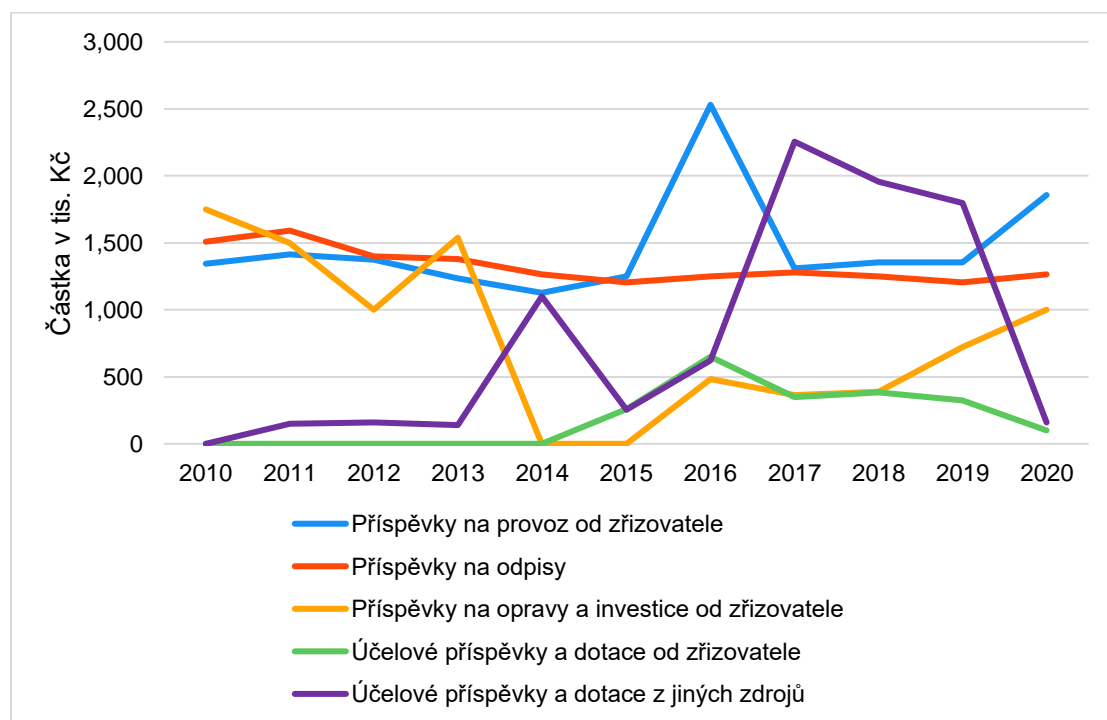 3,000
2,500
2,000
1,500
1,000
500
0
Částka v tis. Kč
2010 2011 2012 2013 2014 2015 2016 2017 2018 2019 2020
Příspěvky na provoz od zřizovatele
Příspěvky na odpisy
Příspěvky na opravy a investice od zřizovatele
Účelové příspěvky a dotace od zřizovatele
Účelové příspěvky a dotace z jiných zdrojů